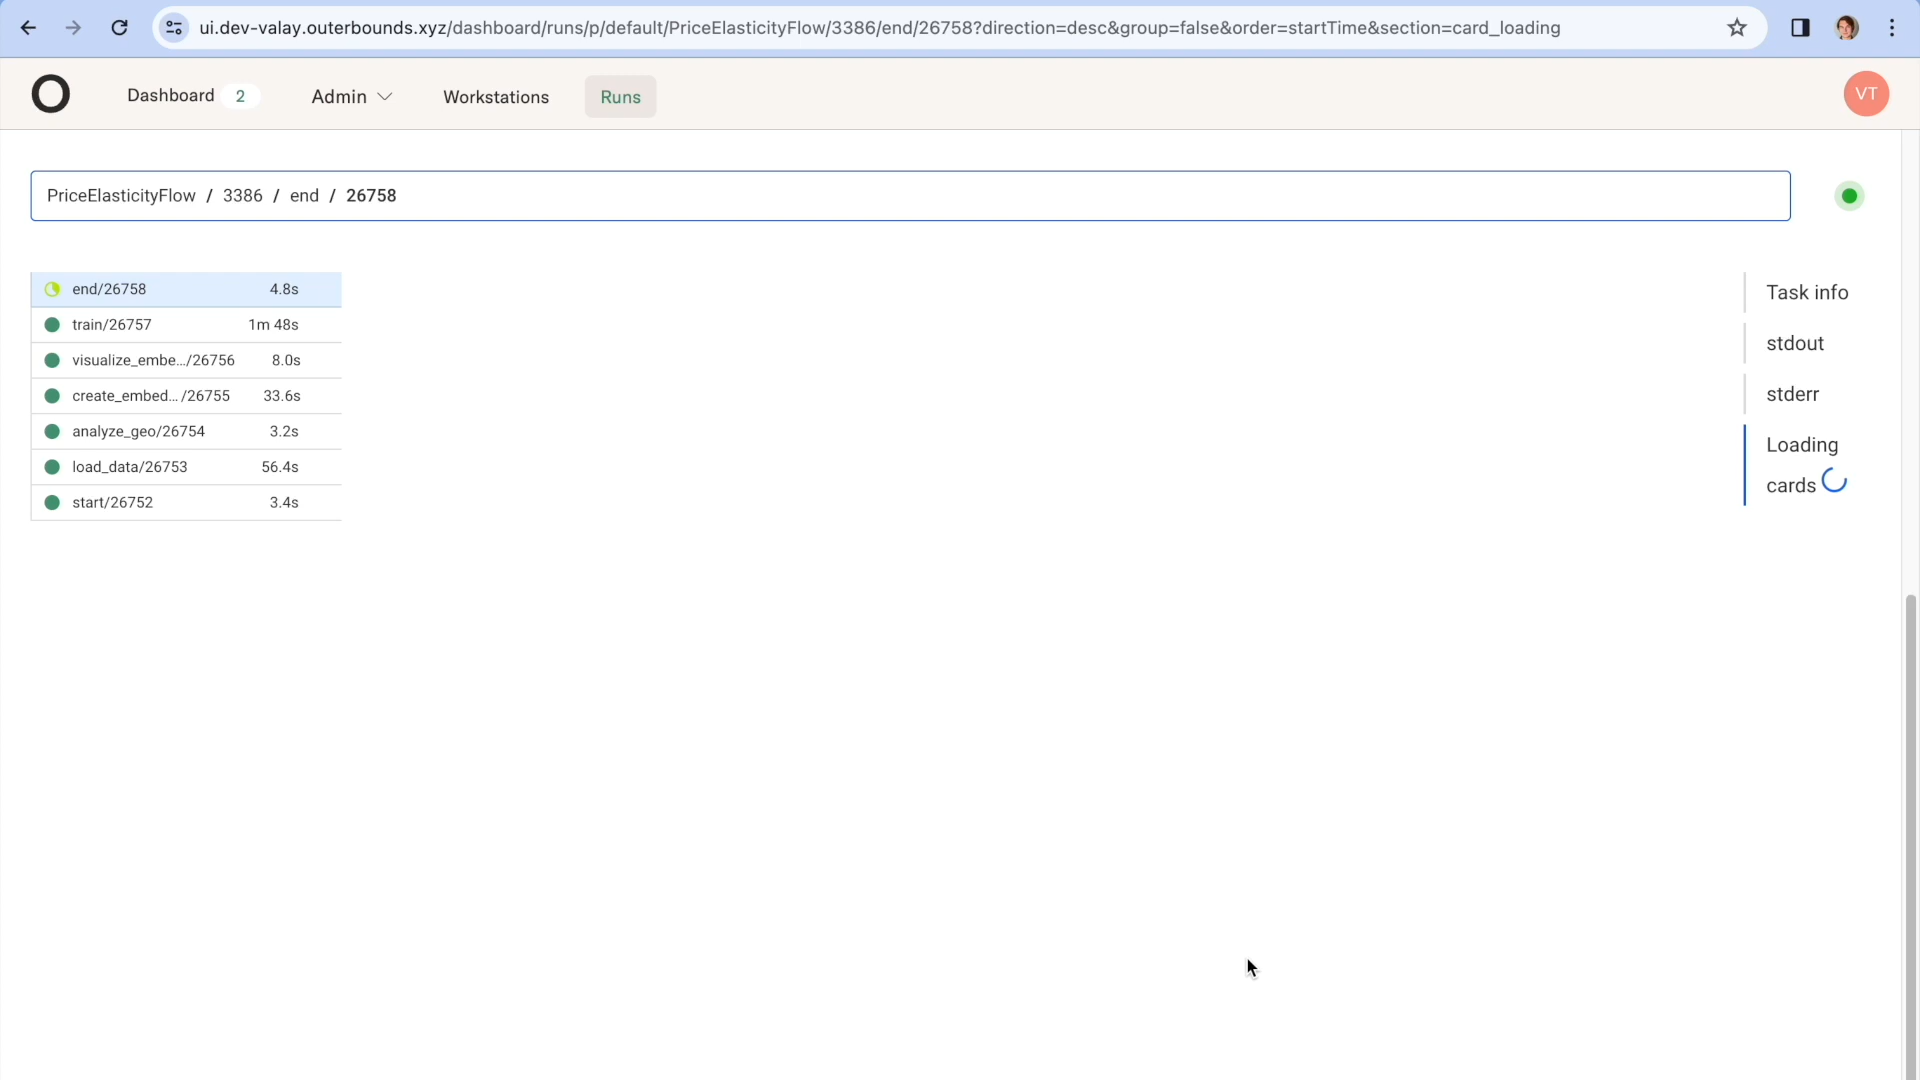 ui.dev-valay.outerbounds.xyz/dashboard/runs/p/default/PriceElasticityFlow/3386/end/26758?direction=desc&group=false&order=startTime&section=card_loading
Dashboard 2 Admin Workstations Runs VT
PriceElasticityFlow / 3386 / end / 26758
end/26758 4.8s
train/26757 1m 48s
visualize_embe.../26756 8.0s
create_embed... /26755 33.6s
analyze_geo/26754 3.2s
load_data/26753 56.4s
start/26752 3.4s
Task info
stdout
stderr
Loading
cards